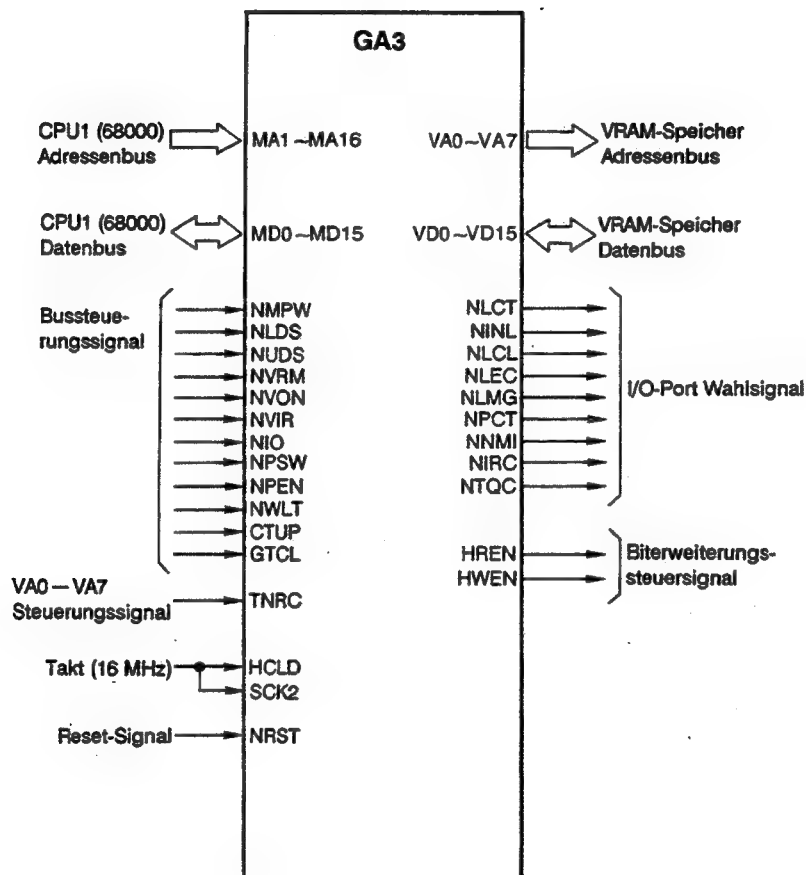 GA3
CPU1 (68000)
Adressenbus
MA1~MA16
VA0~VA7
VRAM-Speicher
Adressenbus
CPU1 (68000)
Datenbus
MD0~MD15
VD0~VD15
VRAM-Speicher
Datenbus
Bussteue-
rungssignal
NMPW
NLDS
NUDS
NVRM
NVON
NVIR
NIO
NPSW
NPEN
NWLT
CTUP
GTCL
NLCT
NINL
NLCL
NLEC
NLMG
NPCT
NNMI
NIRC
NTQC
I/O-Port Wahlsignal
HREN
HWEN
Biterweiterungs-
steuersignal
VA0—VA7
Steuerungssignal
TNRC
Takt (16 MHz)
HCLD
SCK2
Reset-Signal
NRST